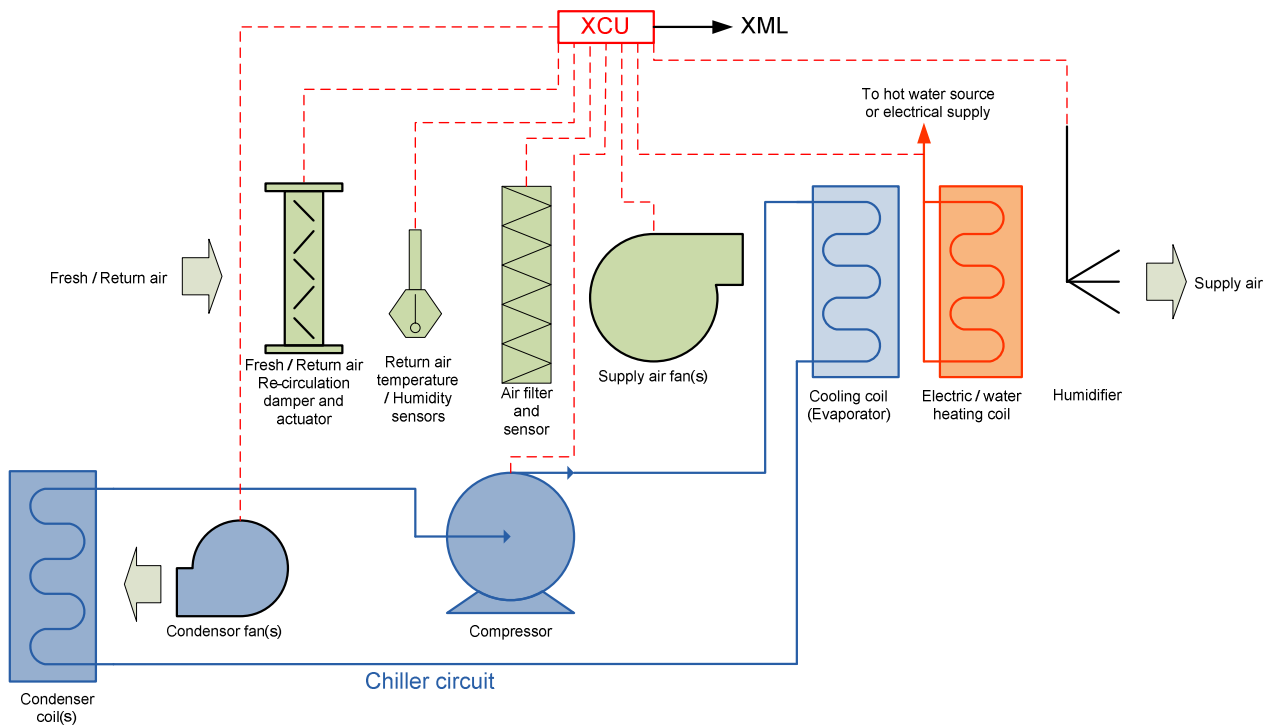 XCU
XML
To hot water source
or electrical supply
Fresh / Return air
Supply air
Fresh / Return air
Re-circulation
damper and
actuator
Return air
temperature
/ Humidity
sensors
Air filter
and
sensor
Supply air fan(s)
Cooling coil
(Evaporator)
Electric / water
heating coil
Humidifier
Condensor fan(s)
Compressor
Chiller circuit
Condenser
coil(s)